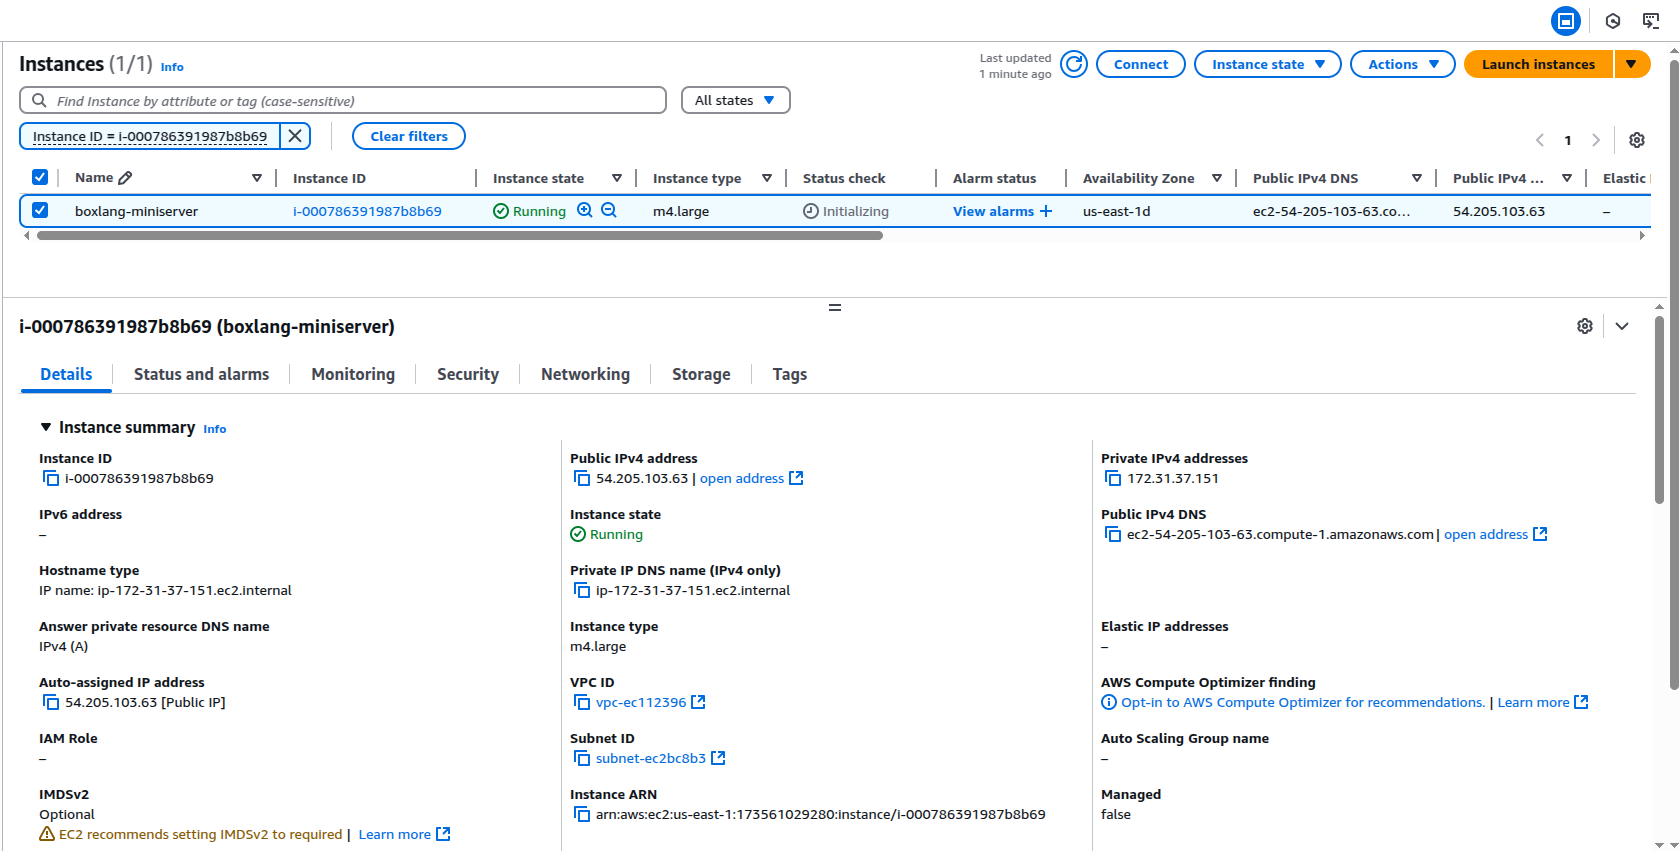 Instances (1/1) Info
Last updated
1 minute ago
Connect
Instance state
Actions
Launch instances
Find Instance by attribute or tag (case-sensitive)
All states
Instance ID = i-000786391987b8b69
Clear filters
1
Name Instance ID Instance state Instance type Status check Alarm status Availability Zone Public IPv4 DNS Public IPv4 ... Elastic
boxlang-miniserver i-000786391987b8b69 Running m4.large Initializing View alarms + us-east-1d ec2-54-205-103-63.co... 54.205.103.63 –
i-000786391987b8b69 (boxlang-miniserver)
Details Status and alarms Monitoring Security Networking Storage Tags
Instance summary Info
Instance ID
i-000786391987b8b69
IPv6 address
–
Hostname type
IP name: ip-172-31-37-151.ec2.internal
Answer private resource DNS name
IPv4 (A)
Auto-assigned IP address
54.205.103.63 [Public IP]
IAM Role
–
IMDSv2
Optional
EC2 recommends setting IMDSv2 to required | Learn more
Public IPv4 address
54.205.103.63 | open address
Instance state
Running
Private IP DNS name (IPv4 only)
ip-172-31-37-151.ec2.internal
Instance type
m4.large
VPC ID
vpc-ec112396
Subnet ID
subnet-ec2bc8b3
Instance ARN
arn:aws:ec2:us-east-1:173561029280:instance/i-000786391987b8b69
Private IPv4 addresses
172.31.37.151
Public IPv4 DNS
ec2-54-205-103-63.compute-1.amazonaws.com | open address
Elastic IP addresses
–
AWS Compute Optimizer finding
Opt-in to AWS Compute Optimizer for recommendations. | Learn more
Auto Scaling Group name
–
Managed
false